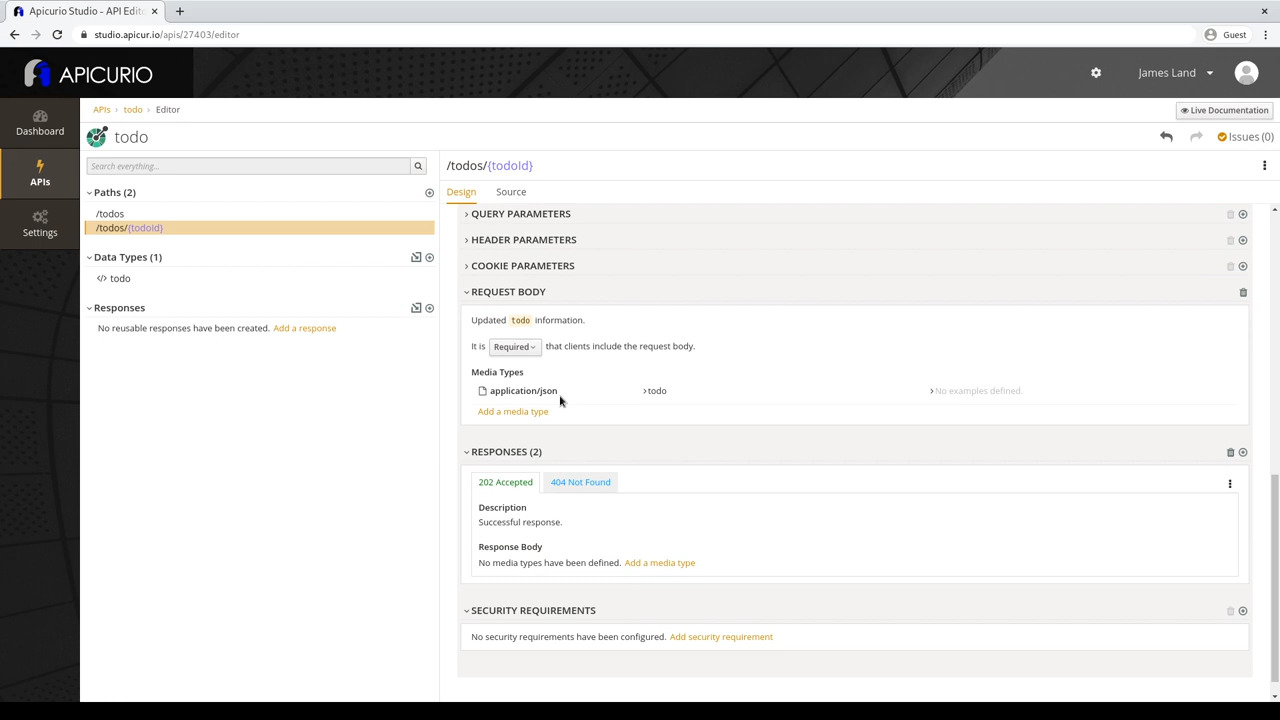 Apicurio Studio - API Edit
studio.apicur.io/apis/27403/editor
Guest
APICURIO
James Land
APIs › todo › Editor
Live Documentation
todo
Issues (0)
Dashboard
APIs
Settings
Search everything...
Paths (2)
/todos
/todos/{todoId}
Data Types (1)
todo
Responses
No reusable responses have been created. Add a response
/todos/{todoId}
Design Source
QUERY PARAMETERS
HEADER PARAMETERS
COOKIE PARAMETERS
REQUEST BODY
Updated todo information.
It is Required that clients include the request body.
Media Types
application/json todo No examples defined.
Add a media type
RESPONSES (2)
202 Accepted 404 Not Found
Description
Successful response.
Response Body
No media types have been defined. Add a media type
SECURITY REQUIREMENTS
No security requirements have been configured. Add security requirement